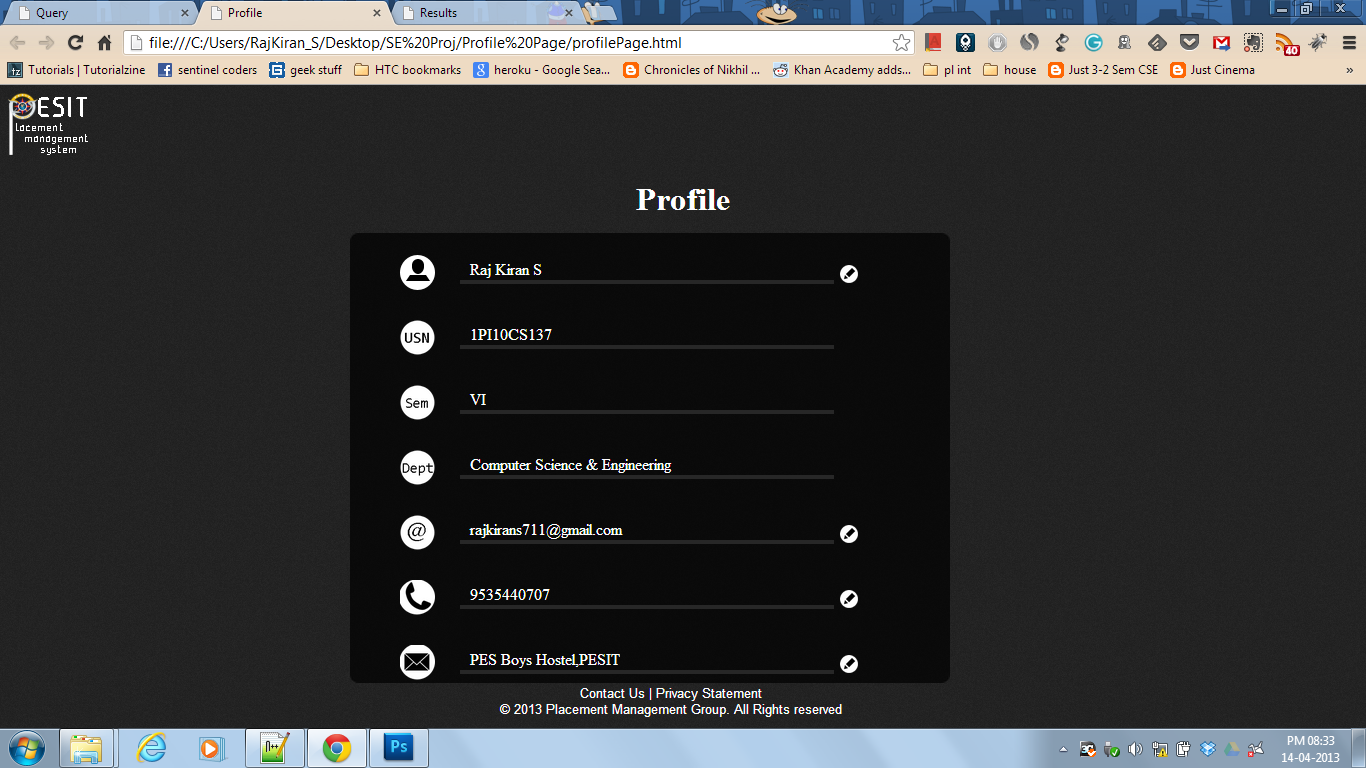 Query
Profile
Results
file:///C:/Users/RajKiran_S/Desktop/SE%20Proj/Profile%20Page/profilePage.html
40
Tutorials | Tutorialzine
sentinel coders
geek stuff
HTC bookmarks
heroku - Google Sea...
Chronicles of Nikhil ...
Khan Academy adds...
pl int
house
Just 3-2 Sem CSE
Just Cinema
»
PESIT
lacement
management
system
Profile
Raj Kiran S
USN
1PI10CS137
Sem
VI
Dept
Computer Science & Engineering
@
rajkirans711@gmail.com
9535440707
PES Boys Hostel,PESIT
Contact Us | Privacy Statement
© 2013 Placement Management Group. All Rights reserved
Ps
3G
PM 08:33
14-04-2013